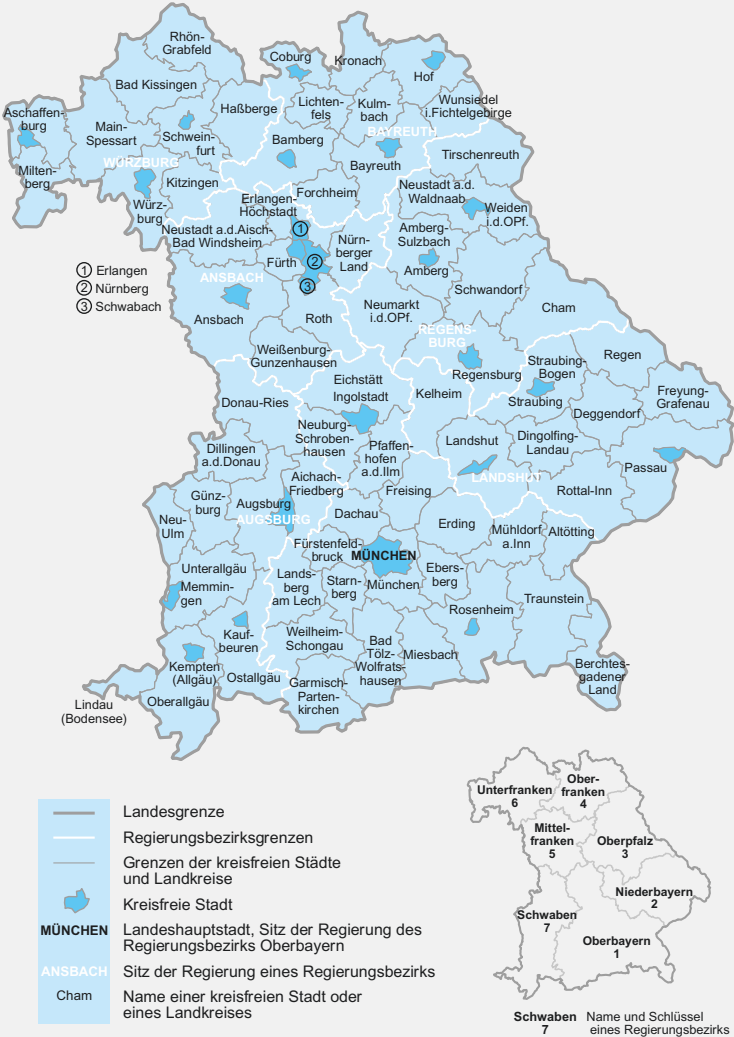 Rhön-
Grabfeld
Coburg
Kronach
Hof
Bad Kissingen
Lichten-
fels
Kulm-
bach
Wunsiedel
i.Fichtelgebirge
Aschaffen-
burg
Haßberge
Main-
Spessart
Schwein-
furt
Bamberg
BAYREUTH
Bayreuth
Tirschenreuth
WÜRZBURG
Milten-
berg
Kitzingen
Würz-
burg
Forchheim
Neustadt a.d.
Waldnaab
Weiden
i.d.OPf.
Erlangen-
Höchstadt
1
Neustadt a.d.Aisch-
Bad Windsheim
Nürn-
berger
Land
Amberg-
Sulzbach
Amberg
Fürth
2
3
1 Erlangen
2 Nürnberg
3 Schwabach
ANSBACH
Ansbach
Roth
Neumarkt
i.d.OPf.
Schwandorf
Cham
REGENS-
BURG
Regensburg
Weißenburg-
Gunzenhausen
Straubing-
Bogen
Straubing
Regen
Eichstätt
Ingolstadt
Kelheim
Freyung-
Grafenau
Deggendorf
Donau-Ries
Neuburg-
Schroben-
hausen
Pfaffen-
hofen
a.d.Ilm
Landshut
LANDSHUT
Dingolfing-
Landau
Passau
Rottal-Inn
Dillingen
a.d.Donau
Aichach-
Friedberg
Freising
Günz-
burg
Augsburg
AUGSBURG
Dachau
Neu-
Ulm
Erding
Mühldorf
a.Inn
Altötting
Fürstenfeld-
bruck
MÜNCHEN
München
Ebers-
berg
Unterallgäu
Memmin-
gen
Lands-
berg
am Lech
Starn-
berg
Rosenheim
Traunstein
Kauf-
beuren
Weilheim-
Schongau
Bad
Tölz-
Wolfrats-
hausen
Miesbach
Berchtes-
gadener
Land
Kempten
(Allgäu)
Ostallgäu
Garmisch-
Parten-
kirchen
Lindau
(Bodensee)
Oberallgäu
Landesgrenze
Regierungsbezirksgrenzen
Grenzen der kreisfreien Städte
und Landkreise
Kreisfreie Stadt
MÜNCHEN Landeshauptstadt, Sitz der Regierung des
Regierungsbezirks Oberbayern
ANSBACH Sitz der Regierung eines Regierungsbezirks
Cham Name einer kreisfreien Stadt oder
eines Landkreises
Unterfranken
6
Ober-
franken
4
Mittel-
franken
5
Oberpfalz
3
Niederbayern
2
Schwaben
7
Oberbayern
1
Schwaben Name und Schlüssel
7 eines Regierungsbezirks